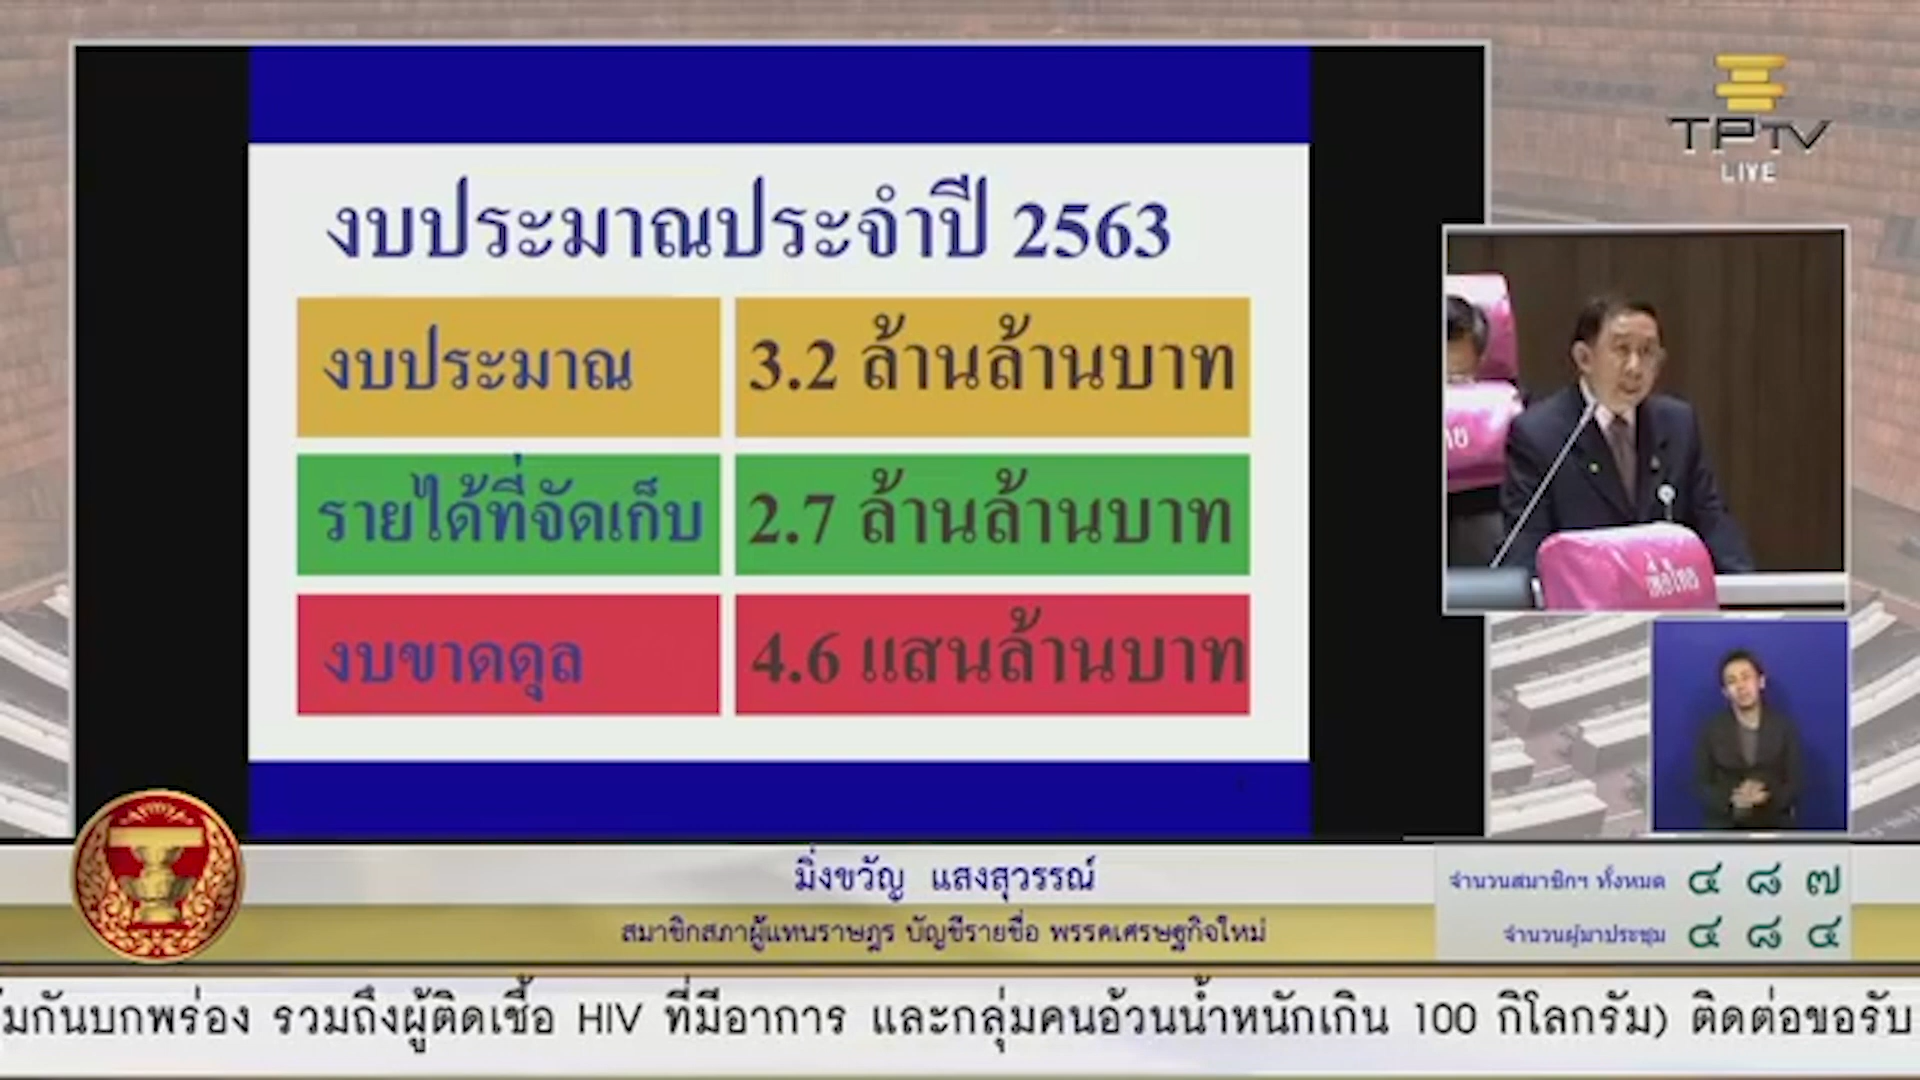 TPTV
LIVE
งบประมาณประจำปี 2563
งบประมาณ 3.2 ล้านล้านบาท
รายได้ที่จัดเก็บ 2.7 ล้านล้านบาท
งบขาดดุล 4.6 แสนล้านบาท
เพื่อไทย
มิ่งขวัญ แสงสุวรรณ์
สมาชิกสภาผู้แทนราษฎร บัญชีรายชื่อ พรรคเศรษฐกิจใหม่
จำนวนสมาชิกฯ ทั้งหมด ๔๘๗
จำนวนผู้มาประชุม ๔๘๔
มกันบกพร่อง รวมถึงผู้ติดเชื้อ HIV ที่มีอาการ และกลุ่มคนอ้วนน้ำหนักเกิน 100 กิโลกรัม) ติดต่อขอรับ